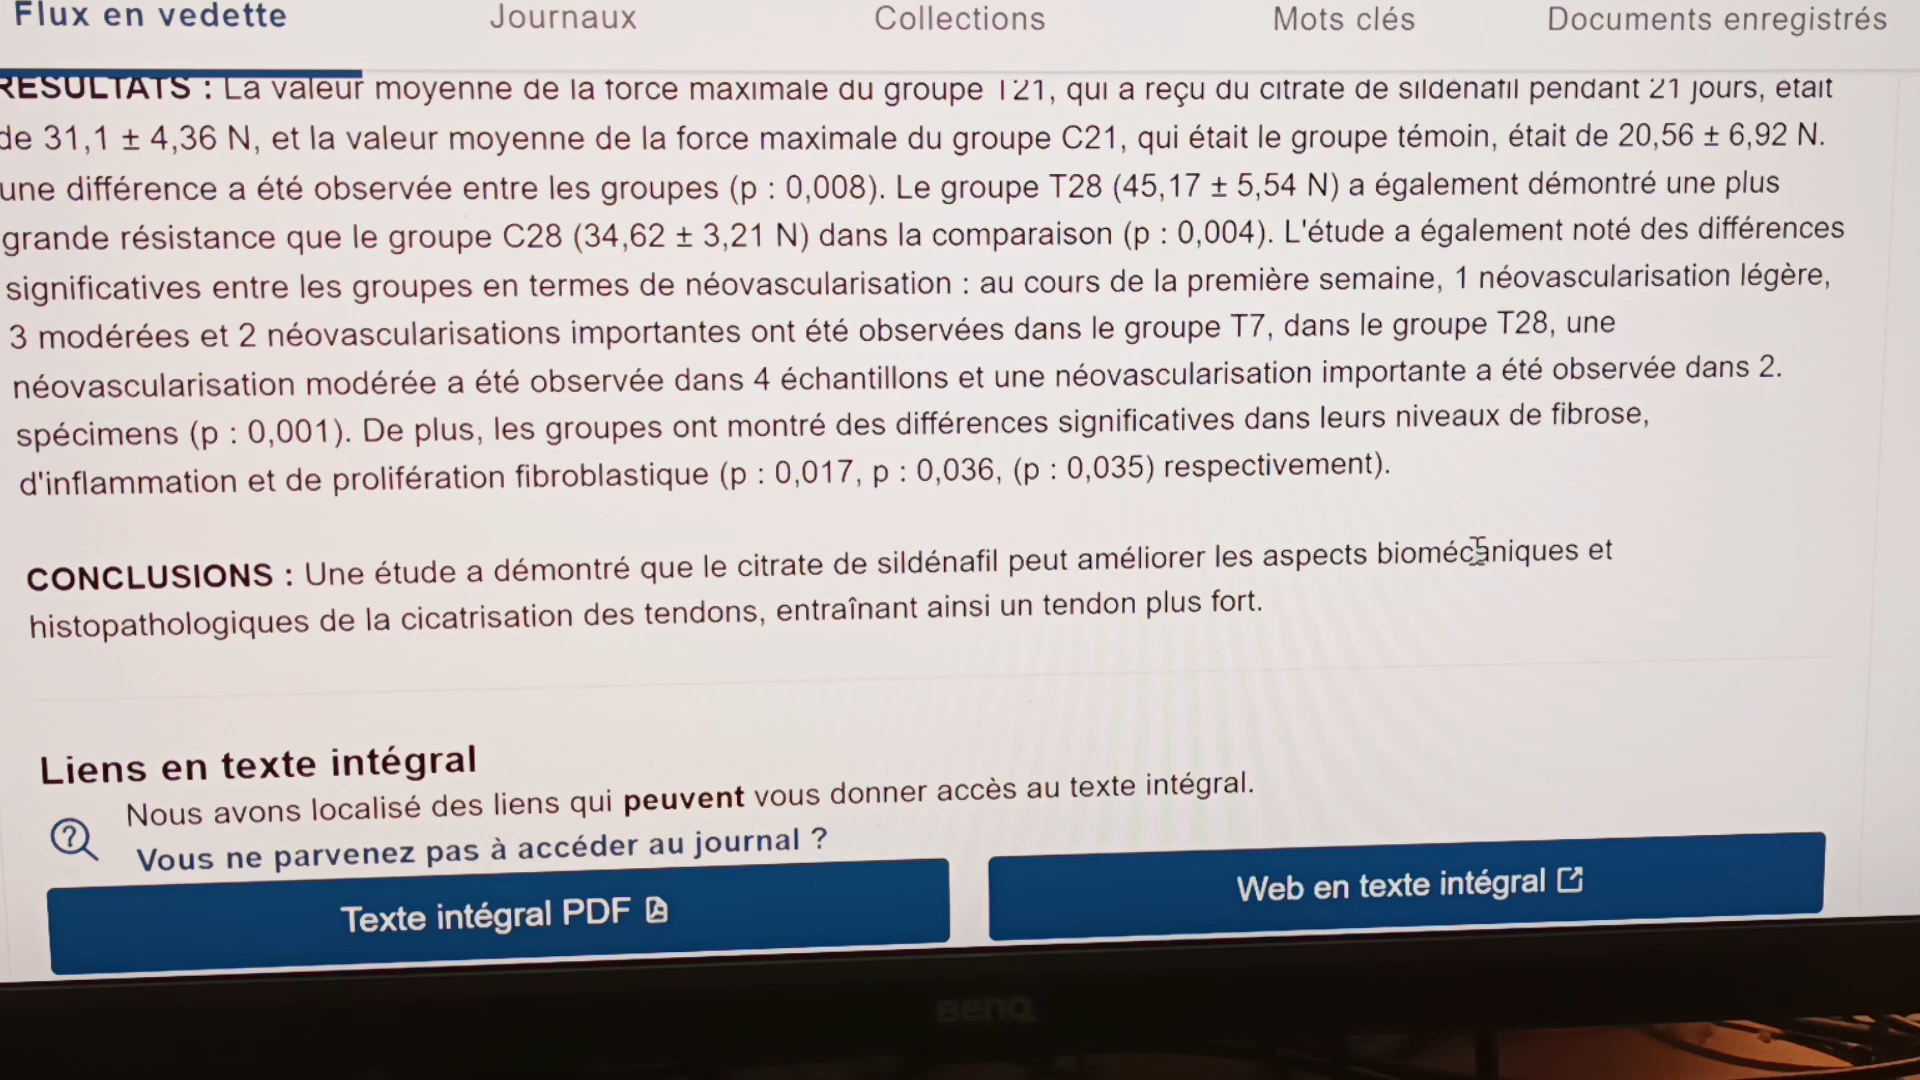 Flux en vedette Journaux Collections Mots clés Documents enregistrés
RÉSULTATS : La valeur moyenne de la force maximale du groupe T21, qui a reçu du citrate de sildénafil pendant 21 jours, était
de 31,1 ± 4,36 N, et la valeur moyenne de la force maximale du groupe C21, qui était le groupe témoin, était de 20,56 ± 6,92 N.
une différence a été observée entre les groupes (p : 0,008). Le groupe T28 (45,17 ± 5,54 N) a également démontré une plus
grande résistance que le groupe C28 (34,62 ± 3,21 N) dans la comparaison (p : 0,004). L'étude a également noté des différences
significatives entre les groupes en termes de néovascularisation : au cours de la première semaine, 1 néovascularisation légère,
3 modérées et 2 néovascularisations importantes ont été observées dans le groupe T7, dans le groupe T28, une
néovascularisation modérée a été observée dans 4 échantillons et une néovascularisation importante a été observée dans 2.
spécimens (p : 0,001). De plus, les groupes ont montré des différences significatives dans leurs niveaux de fibrose,
d'inflammation et de prolifération fibroblastique (p : 0,017, p : 0,036, (p : 0,035) respectivement).
CONCLUSIONS : Une étude a démontré que le citrate de sildénafil peut améliorer les aspects biomécaniques et
histopathologiques de la cicatrisation des tendons, entraînant ainsi un tendon plus fort.
Liens en texte intégral
Nous avons localisé des liens qui peuvent vous donner accès au texte intégral.
Vous ne parvenez pas à accéder au journal ?
Texte intégral PDF
Web en texte intégral
BenQ